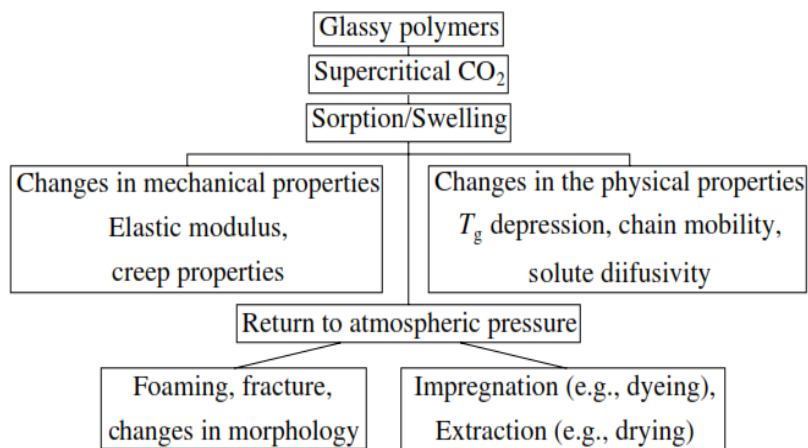 Glassy polymers
Supercritical CO₂
Sorption/Swelling
Changes in mechanical properties
Elastic modulus,
creep properties
Changes in the physical properties
Tg depression, chain mobility,
solute diifusivity
Return to atmospheric pressure
Foaming, fracture,
changes in morphology
Impregnation (e.g., dyeing),
Extraction (e.g., drying)